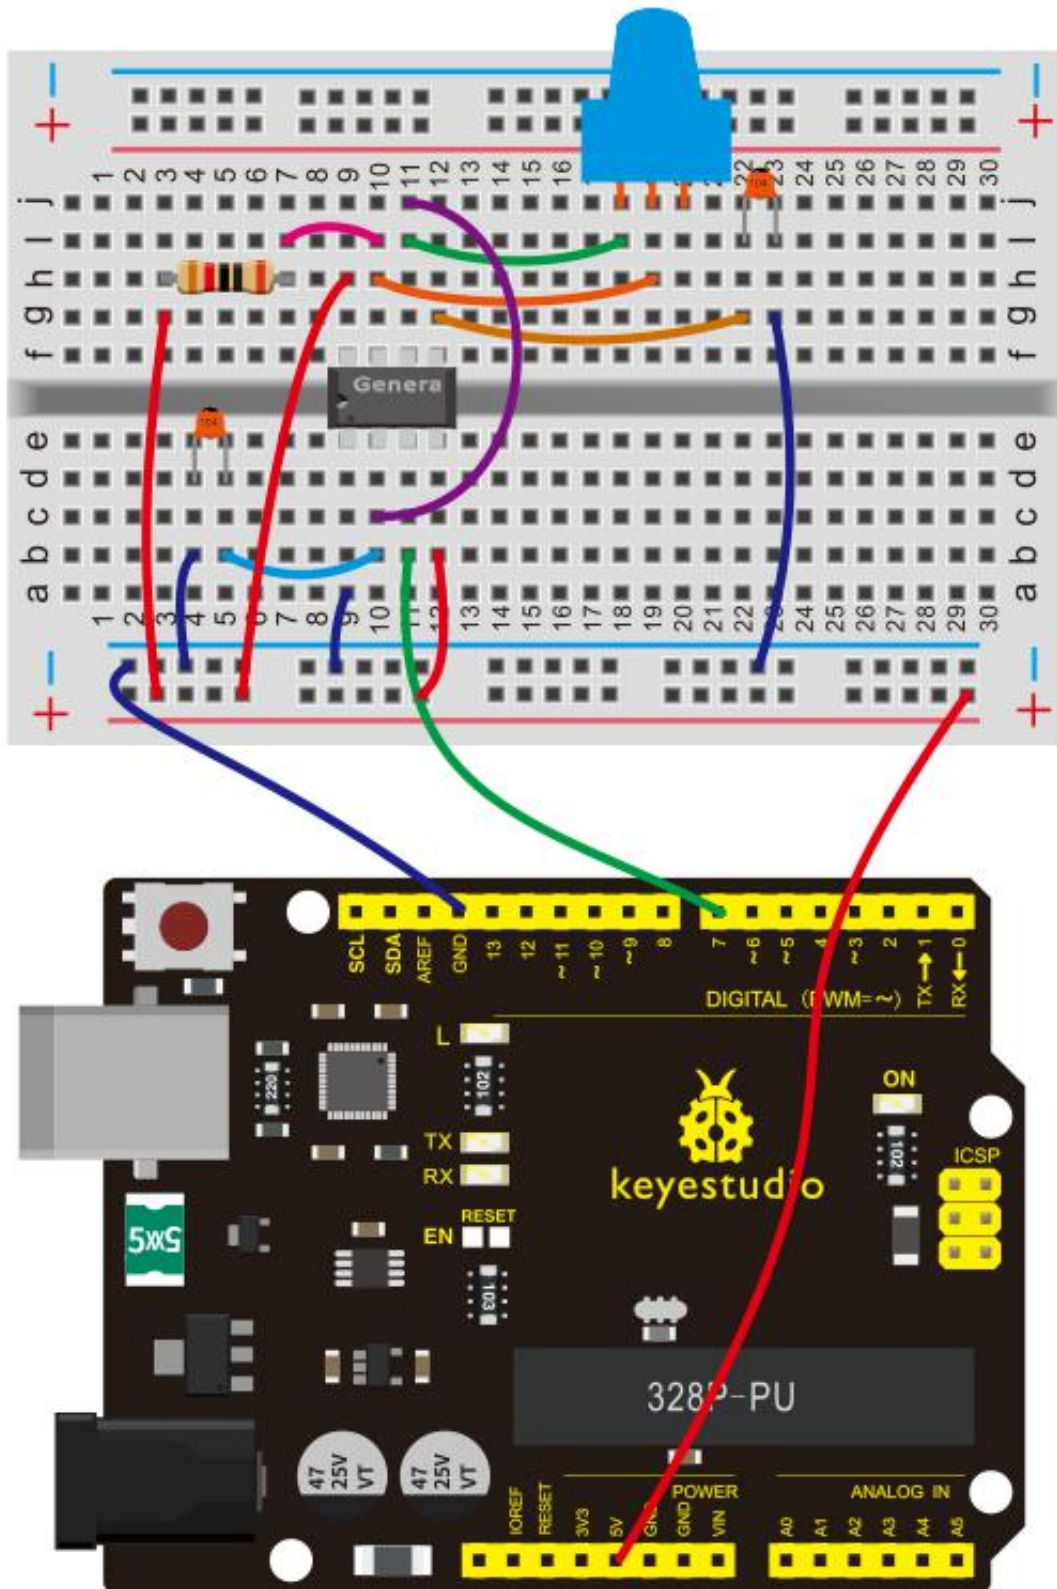 − −
+ +
1 2 3 4 5 6 7 8 9 10 11 12 13 14 15 16 22 23 24 25 26 27 28 29 30
104
j j
I I
h h
g g
f f
Genera
104
e e
d d
c c
b b
a a
1 2 3 4 5 6 7 8 9 10 11 12 13 14 15 16 17 18 19 20 21 22 23 24 25 26 27 28 29 30
− −
+ +
SCL SDA AREF GND 13 12 ~11 ~10 ~9 8 7 ~6 ~5 4 ~3 2 TX→1 RX←0
DIGITAL (PWM=~)
L
220
102
ON
TX
102
ICSP
RX
keyestudio
RESET
EN
5XX5
103
328P-PU
47 25V VT
47 25V VT
POWER
ANALOG IN
IOREF RESET 3V3 5V GND GND VIN A0 A1 A2 A3 A4 A5